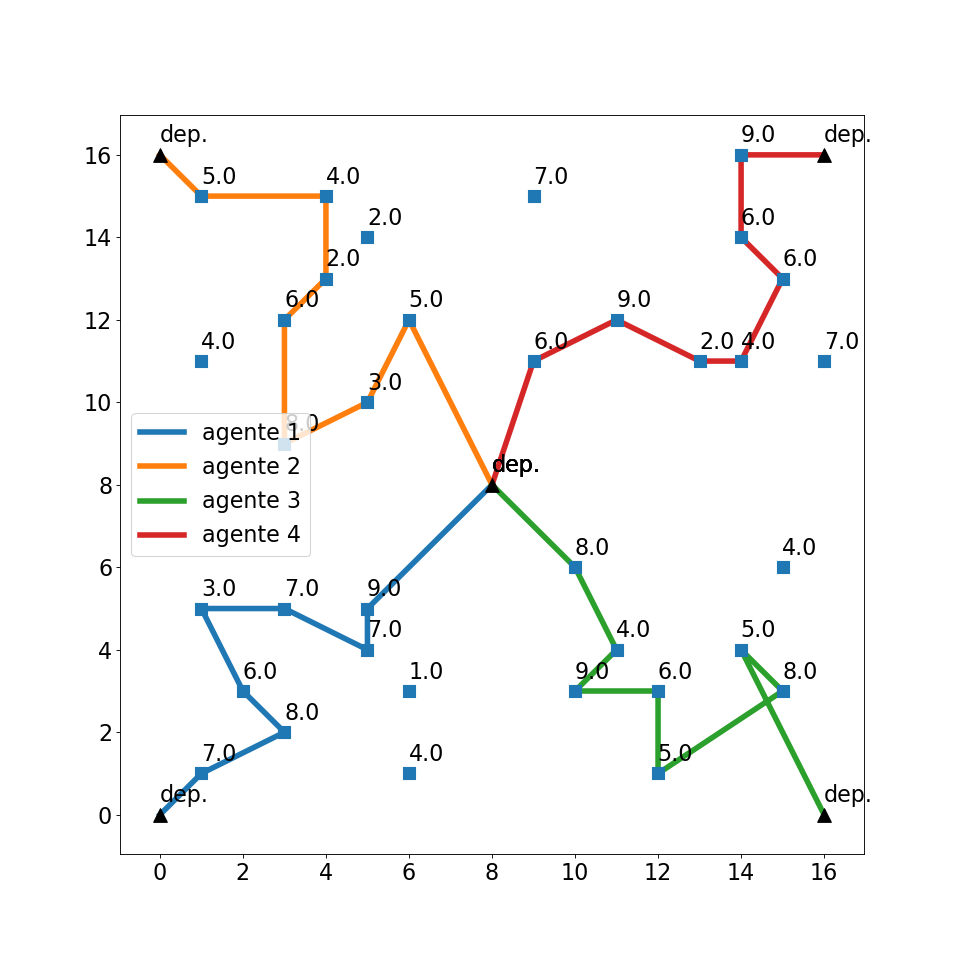 dep. 9.0 dep.
16
5.0 4.0 7.0
2.0 6.0
14
2.0 6.0
6.0 5.0 9.0
12
4.0 6.0 2.0 4.0 7.0
3.0
10
8.0
agente 1
agente 2
agente 3
agente 4
dep.
8
8.0 4.0
6
3.0 7.0 9.0
7.0 4.0 5.0
4
6.0 1.0 9.0 6.0 8.0
8.0
2
7.0 4.0 5.0
dep. dep.
0
0 2 4 6 8 10 12 14 16